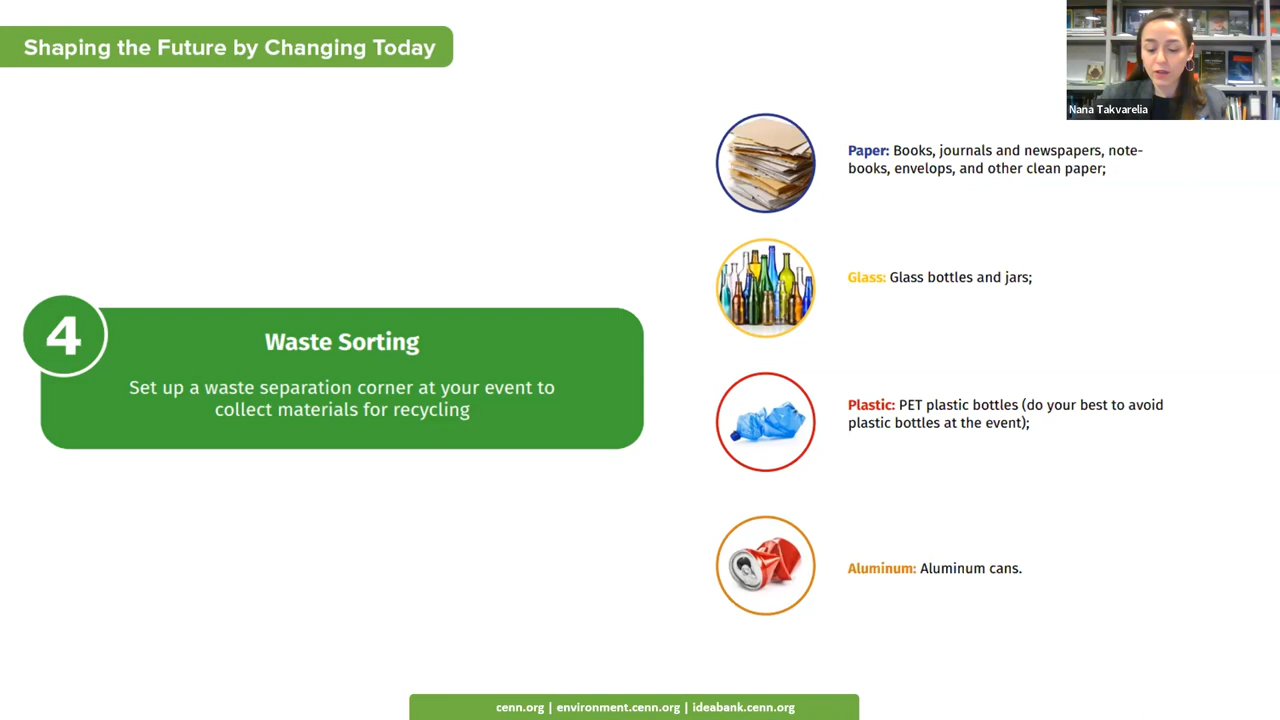 Shaping the Future by Changing Today
Nana Takvarelia
Paper: Books, journals and newspapers, note-
books, envelops, and other clean paper;
Glass: Glass bottles and jars;
4
Waste Sorting
Set up a waste separation corner at your event to
collect materials for recycling
Plastic: PET plastic bottles (do your best to avoid
plastic bottles at the event);
Aluminum: Aluminum cans.
cenn.org | environment.cenn.org | ideabank.cenn.org